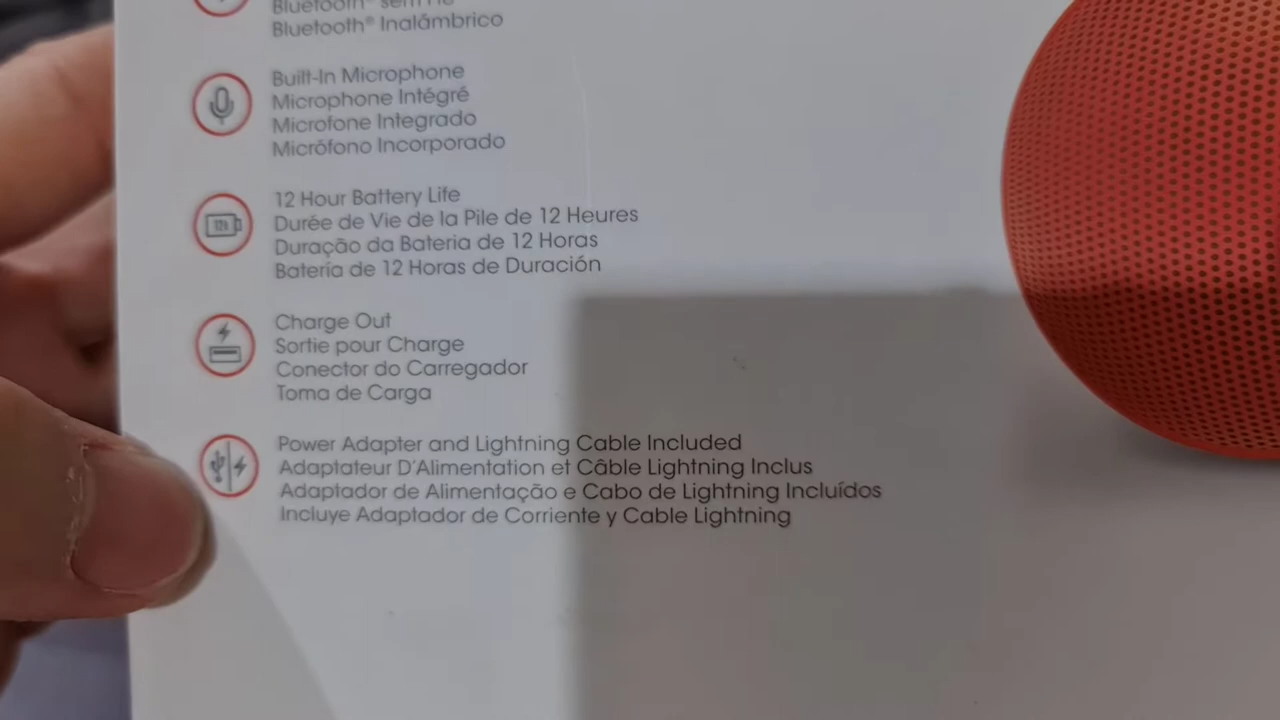 Bluetooth® sem Fio
Bluetooth® Inalámbrico
Built-In Microphone
Microphone Intégré
Microfone Integrado
Micrófono Incorporado
12 Hour Battery Life
Durée de Vie de la Pile de 12 Heures
Duração da Bateria de 12 Horas
Batería de 12 Horas de Duración
Charge Out
Sortie pour Charge
Conector do Carregador
Toma de Carga
Power Adapter and Lightning Cable Included
Adaptateur D'Alimentation et Câble Lightning Inclus
Adaptador de Alimentação e Cabo de Lightning Incluídos
Incluye Adaptador de Corriente y Cable Lightning